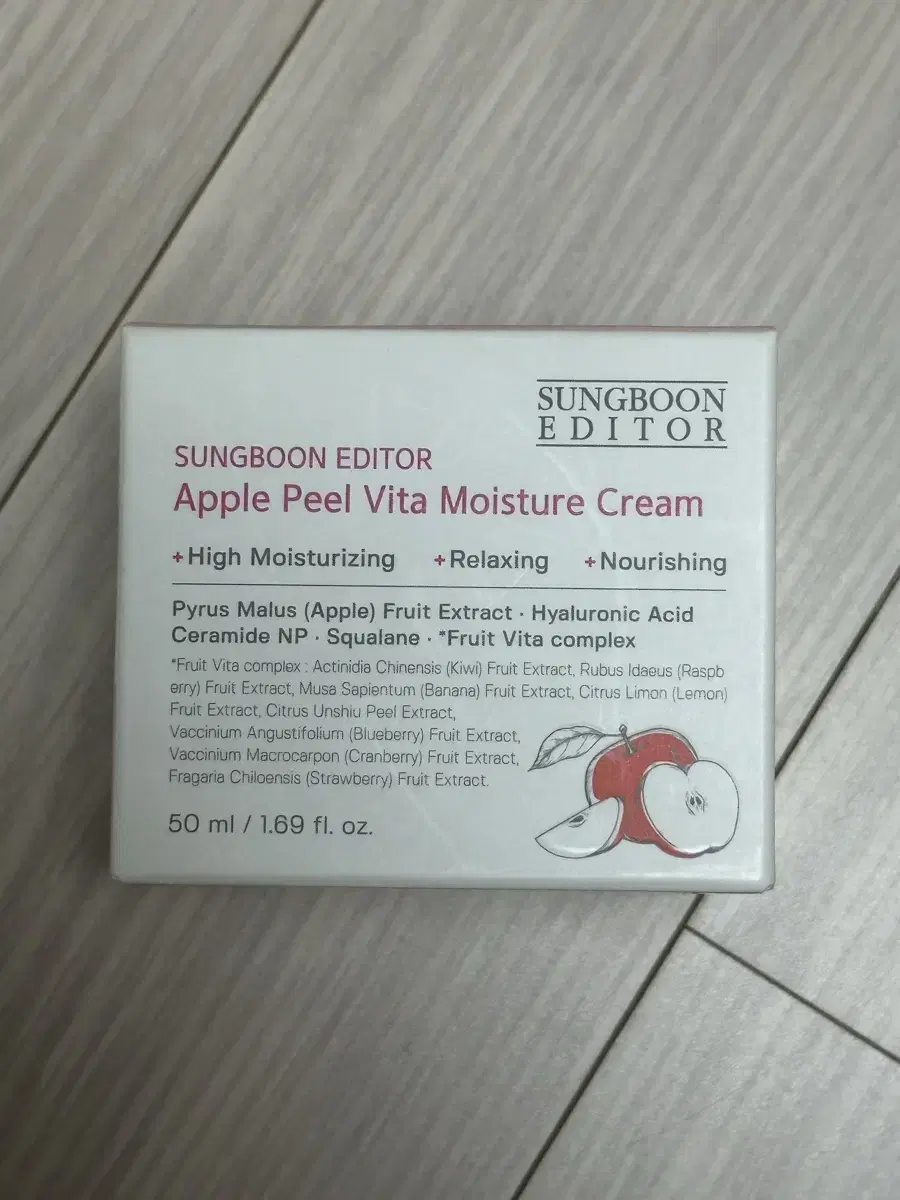 SUNGBOON
EDITOR
SUNGBOON EDITOR
Apple Peel Vita Moisture Cream
+High Moisturizing +Relaxing +Nourishing
Pyrus Malus (Apple) Fruit Extract · Hyaluronic Acid
Ceramide NP · Squalane · *Fruit Vita complex
*Fruit Vita complex : Actinidia Chinensis (Kiwi) Fruit Extract, Rubus Idaeus (Raspb
erry) Fruit Extract, Musa Sapientum (Banana) Fruit Extract, Citrus Limon (Lemon)
Fruit Extract, Citrus Unshiu Peel Extract,
Vaccinium Angustifolium (Blueberry) Fruit Extract,
Vaccinium Macrocarpon (Cranberry) Fruit Extract,
Fragaria Chiloensis (Strawberry) Fruit Extract.
50 ml / 1.69 fl. oz.